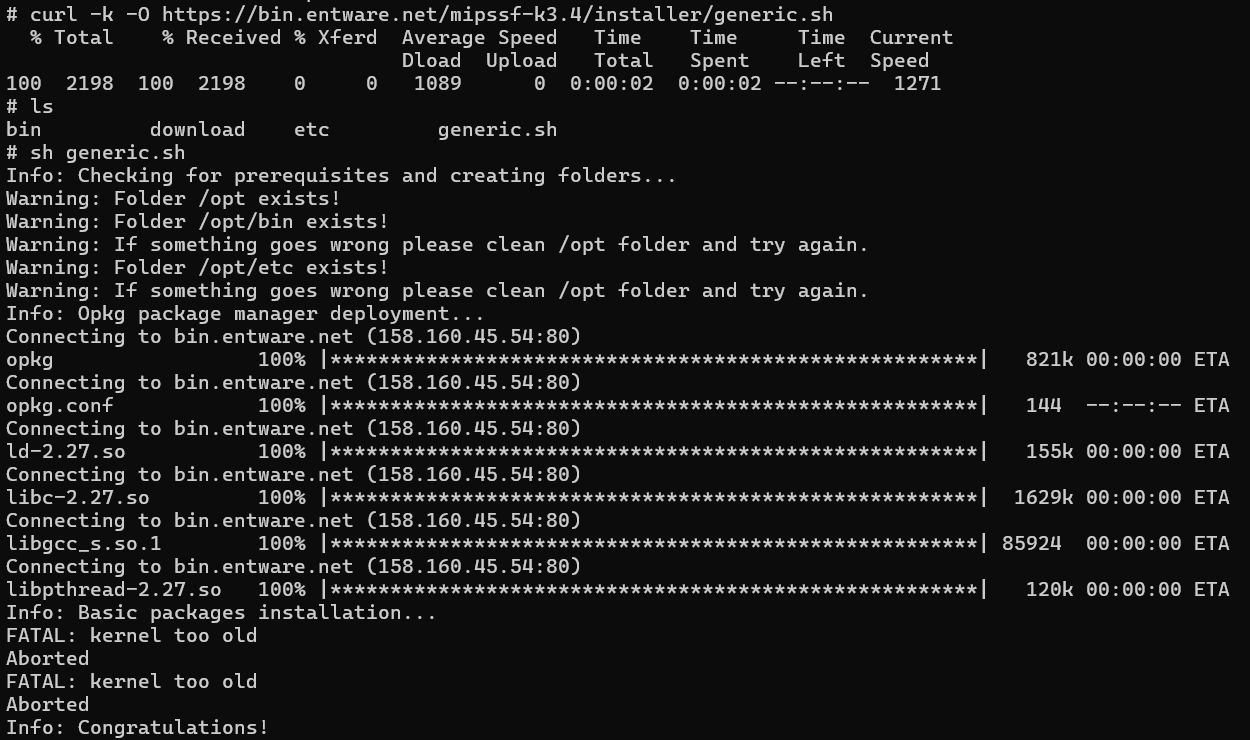 # curl -k -O https://bin.entware.net/mipssf-k3.4/installer/generic.sh
  % Total    % Received % Xferd  Average Speed   Time    Time     Time  Current
                                 Dload  Upload   Total   Spent    Left  Speed
100  2198  100  2198    0     0   1089      0  0:00:02  0:00:02 --:--:--  1271
# ls
bin         download    etc         generic.sh
# sh generic.sh
Info: Checking for prerequisites and creating folders...
Warning: Folder /opt exists!
Warning: Folder /opt/bin exists!
Warning: If something goes wrong please clean /opt folder and try again.
Warning: Folder /opt/etc exists!
Warning: If something goes wrong please clean /opt folder and try again.
Info: Opkg package manager deployment...
Connecting to bin.entware.net (158.160.45.54:80)
opkg                 100% |******************************************************|   821k 00:00:00 ETA
Connecting to bin.entware.net (158.160.45.54:80)
opkg.conf            100% |******************************************************|   144  --:--:-- ETA
Connecting to bin.entware.net (158.160.45.54:80)
ld-2.27.so           100% |******************************************************|   155k 00:00:00 ETA
Connecting to bin.entware.net (158.160.45.54:80)
libc-2.27.so         100% |******************************************************|  1629k 00:00:00 ETA
Connecting to bin.entware.net (158.160.45.54:80)
libgcc_s.so.1        100% |******************************************************| 85924  00:00:00 ETA
Connecting to bin.entware.net (158.160.45.54:80)
libpthread-2.27.so   100% |******************************************************|   120k 00:00:00 ETA
Info: Basic packages installation...
FATAL: kernel too old
Aborted
FATAL: kernel too old
Aborted
Info: Congratulations!